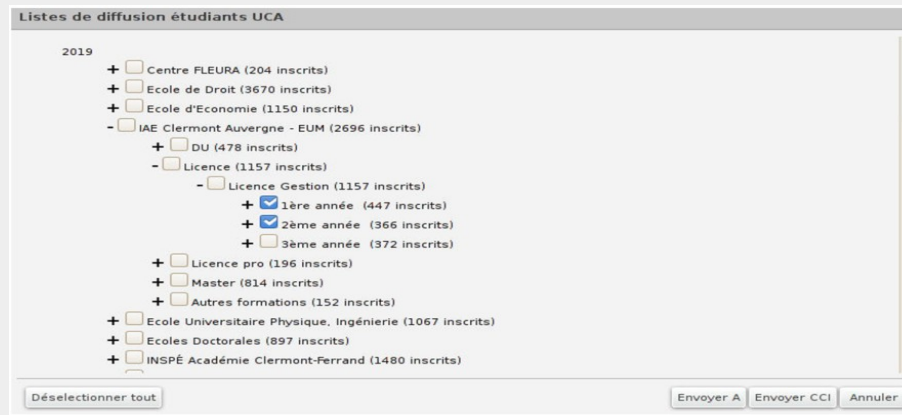 Listes de diffusion étudiants UCA
2019
+ Centre FLEURA (204 inscrits)
+ Ecole de Droit (3670 inscrits)
+ Ecole d'Economie (1150 inscrits)
- IAE Clermont Auvergne - EUM (2696 inscrits)
+ DU (478 inscrits)
- Licence (1157 inscrits)
- Licence Gestion (1157 inscrits)
+ 1ère année (447 inscrits)
+ 2ème année (366 inscrits)
+ 3ème année (372 inscrits)
+ Licence pro (196 inscrits)
+ Master (814 inscrits)
+ Autres formations (152 inscrits)
+ Ecole Universitaire Physique, Ingénierie (1067 inscrits)
+ Ecoles Doctorales (897 inscrits)
+ INSPÉ Académie Clermont-Ferrand (1480 inscrits)
Déselectionner tout Envoyer A Envoyer CCI Annuler